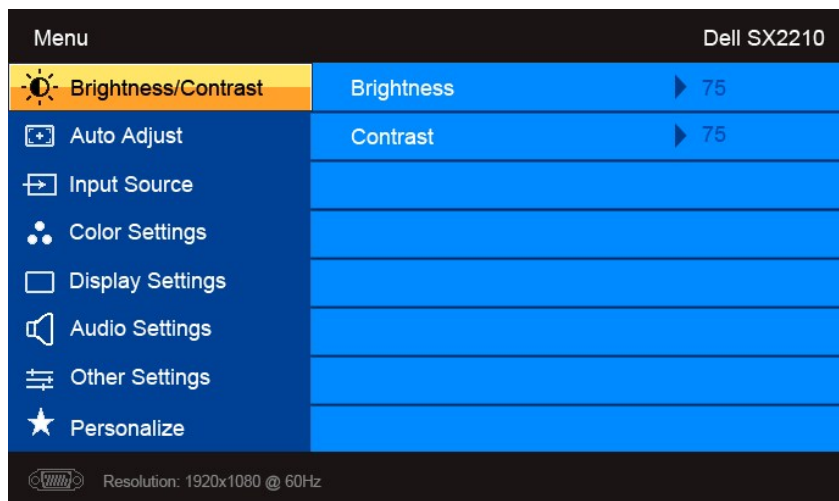 Menu Dell SX2210
Brightness/Contrast Brightness 75
Auto Adjust Contrast 75
Input Source
Color Settings
Display Settings
Audio Settings
Other Settings
Personalize
Resolution: 1920x1080 @ 60Hz